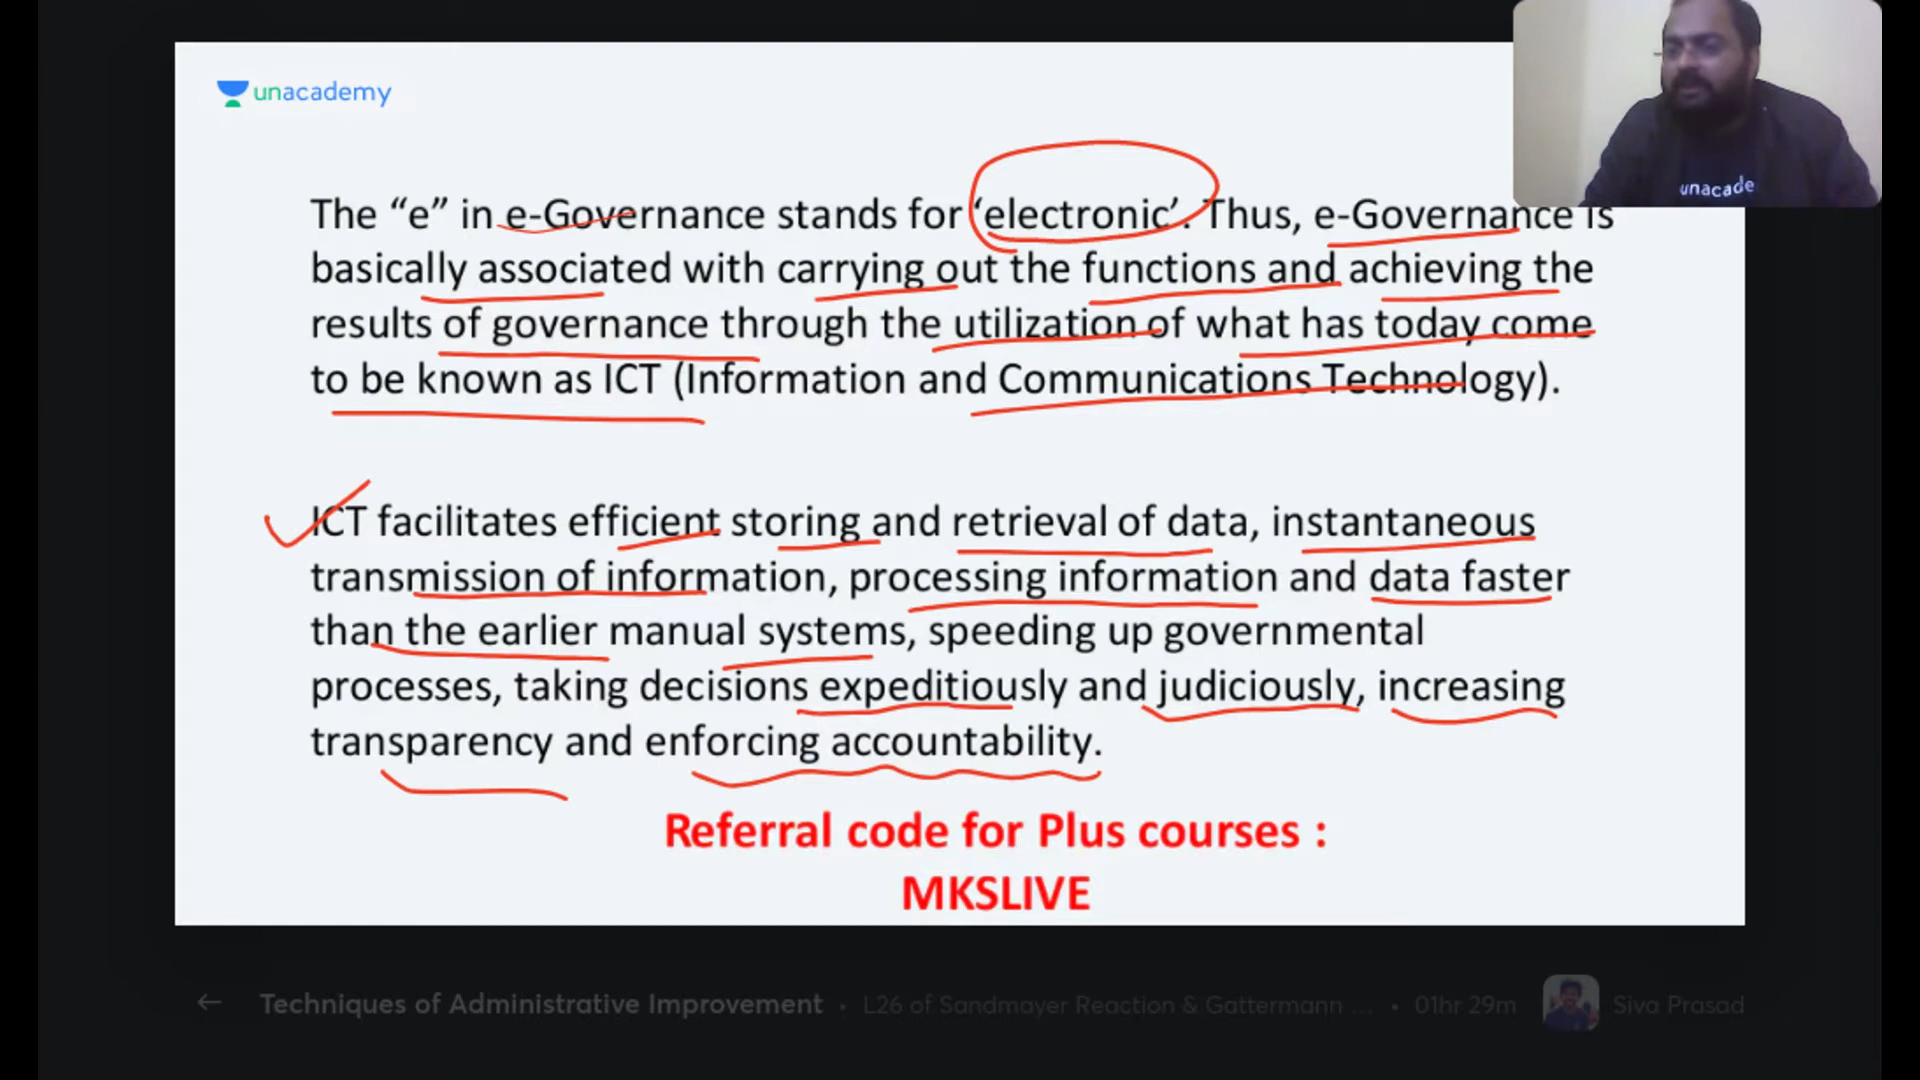 unacademy
unacade
The “e” in e-Governance stands for ‘electronic’. Thus, e-Governance is
basically associated with carrying out the functions and achieving the
results of governance through the utilization of what has today come
to be known as ICT (Information and Communications Technology).
ICT facilitates efficient storing and retrieval of data, instantaneous
transmission of information, processing information and data faster
than the earlier manual systems, speeding up governmental
processes, taking decisions expeditiously and judiciously, increasing
transparency and enforcing accountability.
Referral code for Plus courses :
MKSLIVE
← Techniques of Administrative Improvement • L26 of Sandmayer Reaction & Gattermann ... • 01hr 29m Siva Prasad